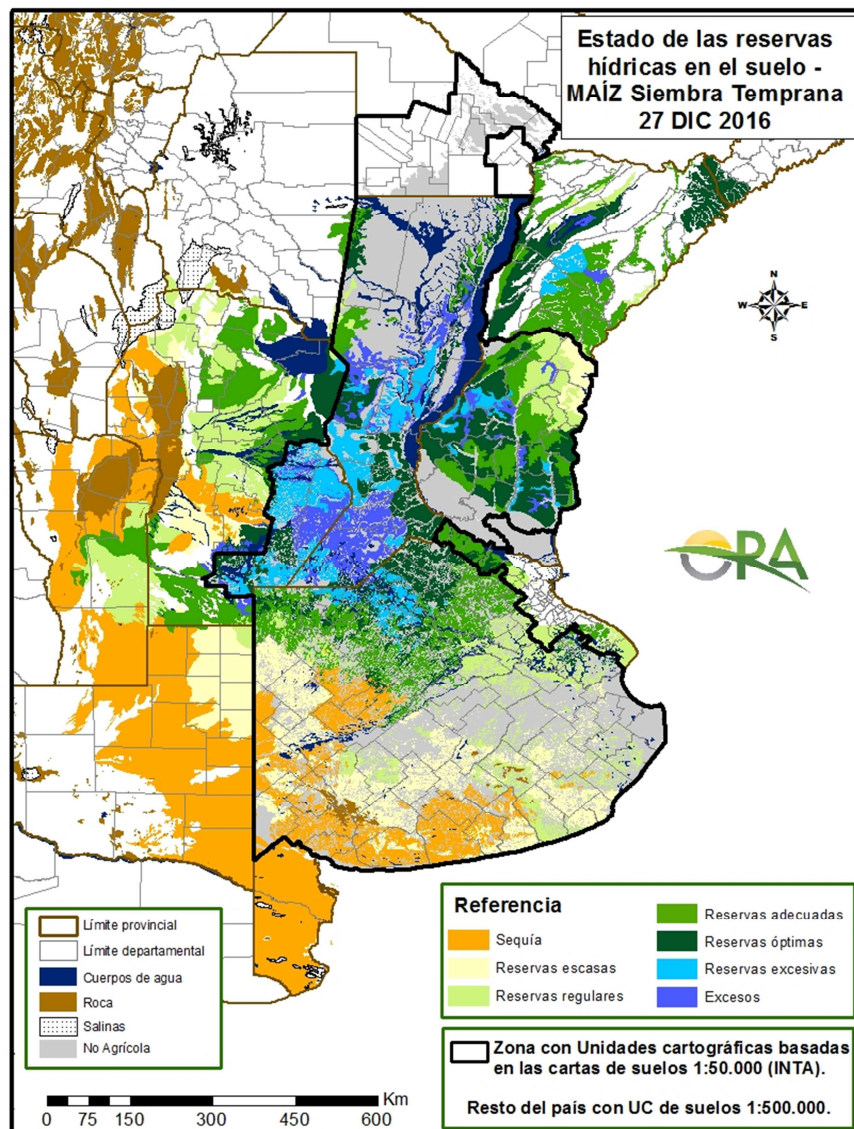 Estado de las reservas
hídricas en el suelo -
MAÍZ Siembra Temprana
27 DIC 2016
N
W E
S
OPA
Límite provincial
Límite departamental
Cuerpos de agua
Roca
Salinas
No Agrícola
Referencia
Sequía
Reservas escasas
Reservas regulares
Reservas adecuadas
Reservas óptimas
Reservas excesivas
Excesos
Zona con Unidades cartográficas basadas
en las cartas de suelos 1:50.000 (INTA).
Resto del país con UC de suelos 1:500.000.
Km
0 75 150 300 450 600